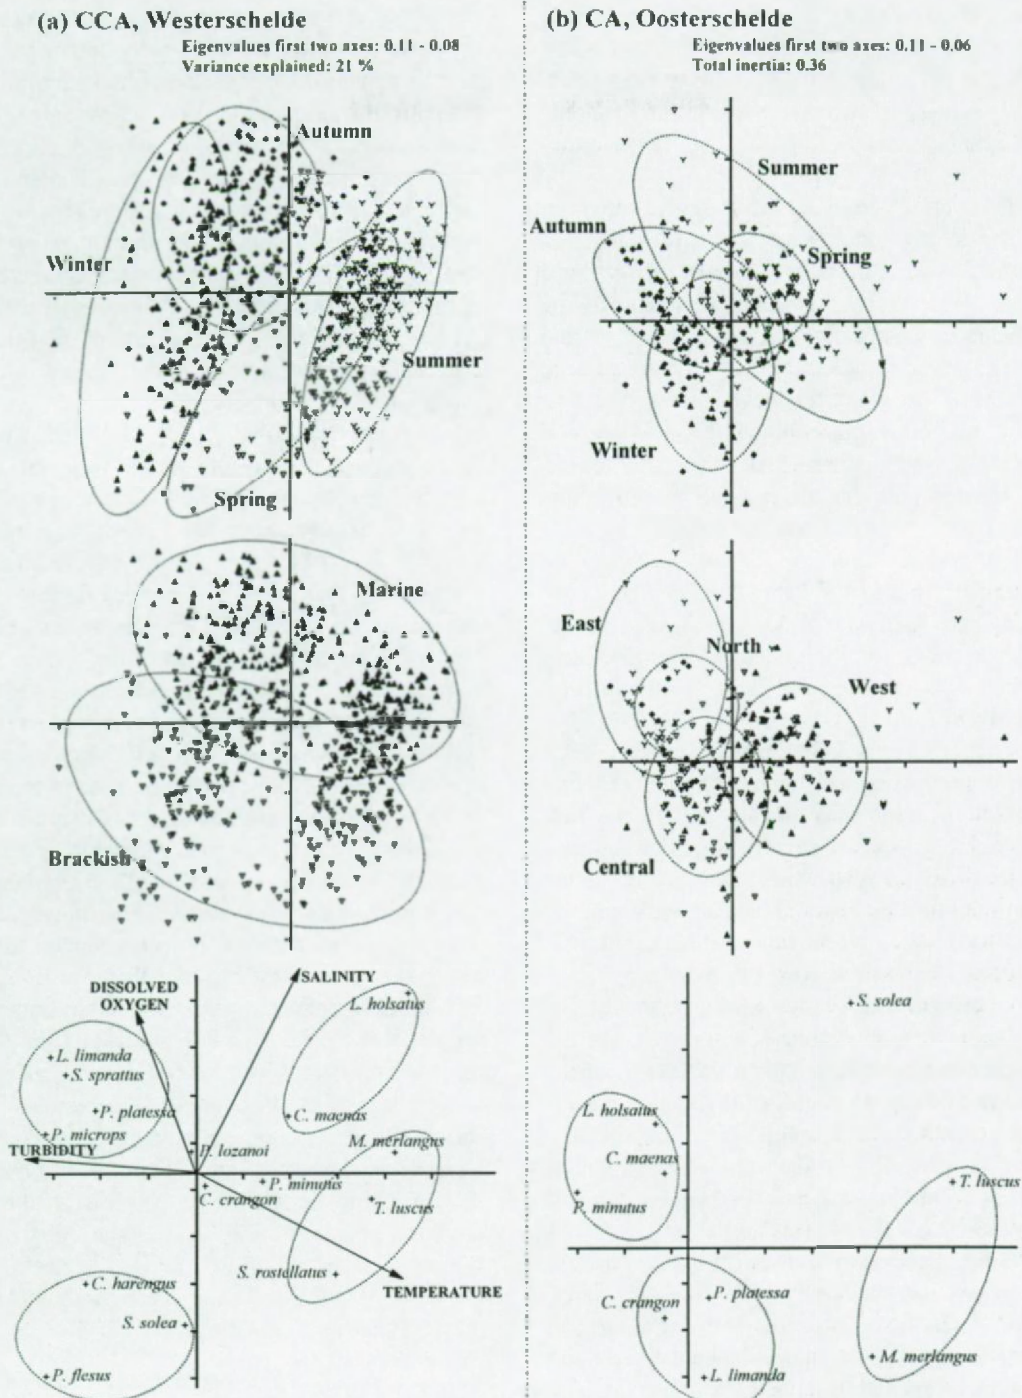 (a) CCA, Westerschelde
Eigenvalues first two axes: 0.11 - 0.08
Variance explained: 21 %
Autumn
Winter
Summer
Spring
Marine
Brackish
DISSOLVED
OXYGEN
SALINITY
L. holsatus
L. limanda
S. sprattus
P. platessa
C. maenas
P. microps
M. merlangus
TURBIDITY
P. lozanoi
P. minutus
C. crangon
T. luscus
S. rostellatus
C. harengus
TEMPERATURE
S. solea
P. flesus
(b) CA, Oosterschelde
Eigenvalues first two axes: 0.11 - 0.06
Total inertia: 0.36
Summer
Autumn
Spring
Winter
East
North
West
Central
S. solea
L. holsatus
C. maenas
T. luscus
P. minutus
P. platessa
C. crangon
M. merlangus
L. limanda